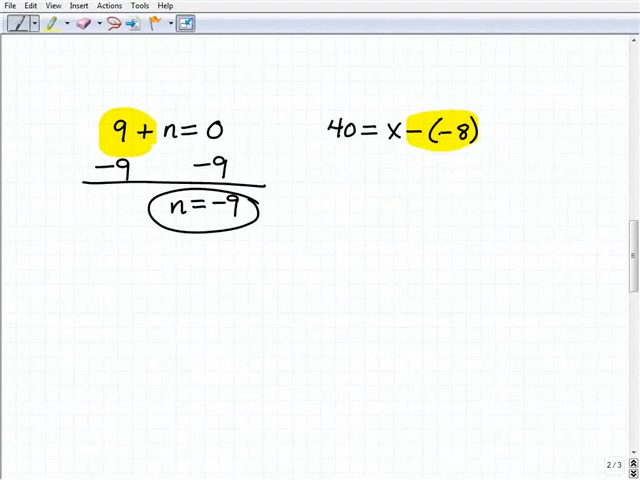 File Edit View Insert Actions Tools Help
9 + n = 0
-9 -9
n = -9
40 = x - (-8)
2 / 3